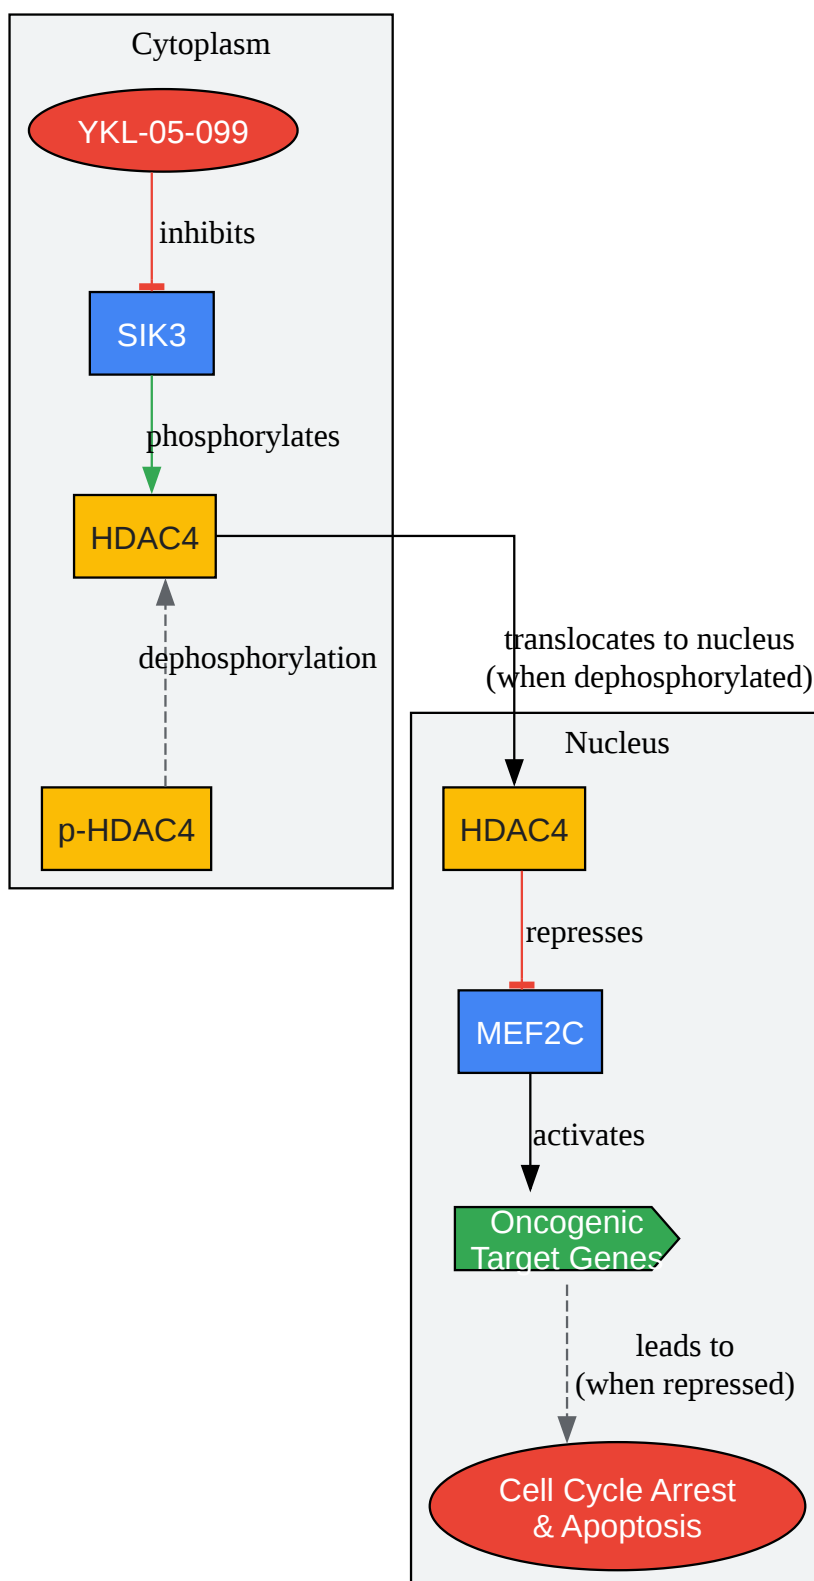 Cytoplasm
YKL-05-099
inhibits
SIK3
phosphorylates
HDAC4
translocates to nucleus
(when dephosphorylated)
dephosphorylation
p-HDAC4
Nucleus
HDAC4
represses
MEF2C
activates
Oncogenic
Target Genes
leads to
(when repressed)
Cell Cycle Arrest
& Apoptosis